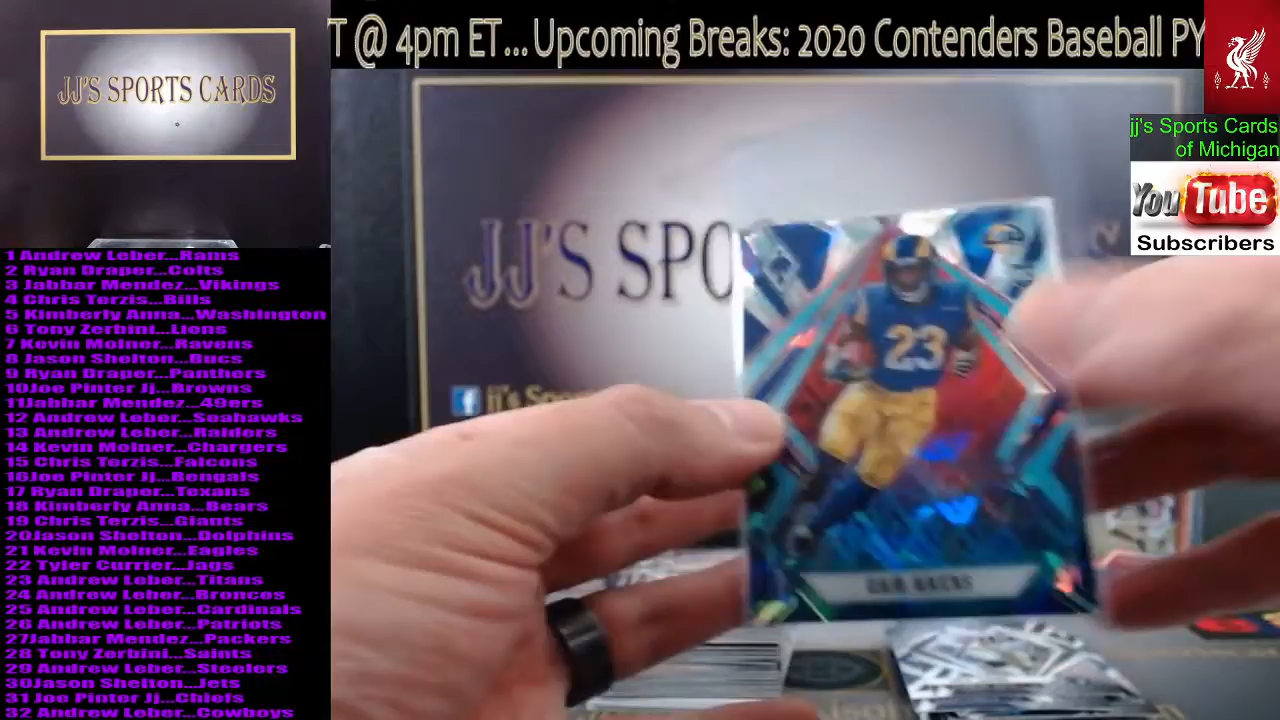 T @ 4pm ET... Upcoming Breaks: 2020 Contenders Baseball PY
JJ'S SPORTS CARDS
jj's Sports Cards
of Michigan
YouTube
Subscribers
JJ'S SPO
jj's
23
1 Andrew Leber...Rams
2 Ryan Draper...Colts
3 Jabbar Mendez...Vikings
4 Chris Terzis...Bills
5 Kimberly Anna...Washington
6 Tony Zerbini...Lions
7 Kevin Molner...Ravens
8 Jason Shelton...Bucs
9 Ryan Draper...Panthers
10Joe Pinter Jj...Browns
11Jabbar Mendez...49ers
12 Andrew Leber...Seahawks
13 Andrew Leber...Raiders
14 Kevin Molner...Chargers
15 Chris Terzis...Falcons
16Joe Pinter Jj...Bengals
17 Ryan Draper...Texans
18 Kimberly Anna...Bears
19 Chris Terzis...Giants
20Jason Shelton...Dolphins
21 Kevin Molner...Eagles
22 Tyler Currier...Jags
23 Andrew Leber...Titans
24 Andrew Leber...Broncos
25 Andrew Leber...Cardinals
26 Andrew Leber...Patriots
27Jabbar Mendez...Packers
28 Tony Zerbini...Saints
29 Andrew Leber...Steelers
30Jason Shelton...Jets
31 Joe Pinter Jj...Chiefs
32 Andrew Leber...Cowboys